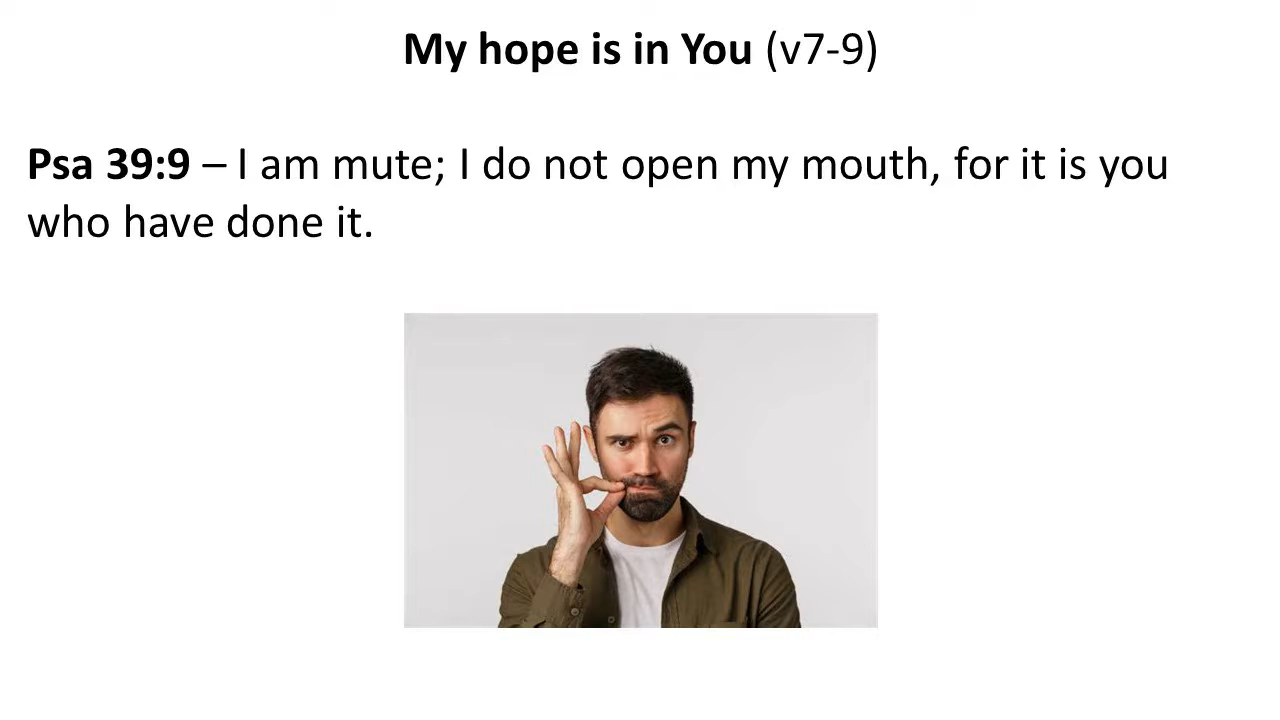 My hope is in You (v7-9)
Psa 39:9 – I am mute; I do not open my mouth, for it is you
who have done it.